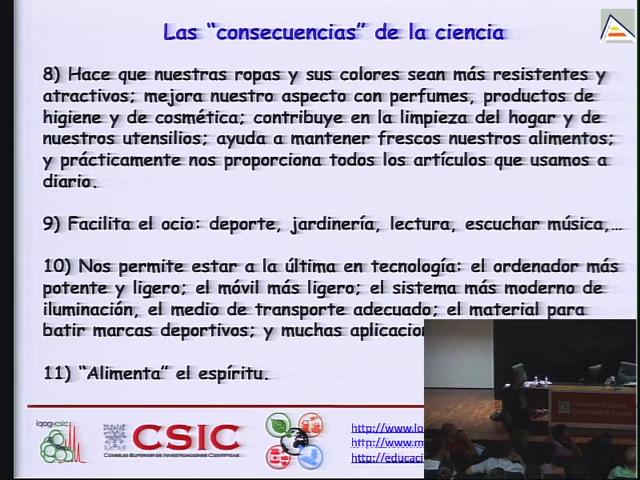 Las “consecuencias” de la ciencia
8) Hace que nuestras ropas y sus colores sean más resistentes y
atractivos; mejora nuestro aspecto con perfumes, productos de
higiene y de cosmética; contribuye en la limpieza del hogar y de
nuestros utensilios; ayuda a mantener frescos nuestros alimentos;
y prácticamente nos proporciona todos los artículos que usamos a
diario.
9) Facilita el ocio: deporte, jardinería, lectura, escuchar música,…
10) Nos permite estar a la última en tecnología: el ordenador más
potente y ligero; el móvil más ligero; el sistema más moderno de
iluminación, el medio de transporte adecuado; el material para
batir marcas deportivos; y muchas aplicacion
11) “Alimenta” el espíritu.
iqog-csic
CSIC
CONSEJO SUPERIOR DE INVESTIGACIONES CIENTÍFICAS
http://www.lo
http://www.m
http://educaci